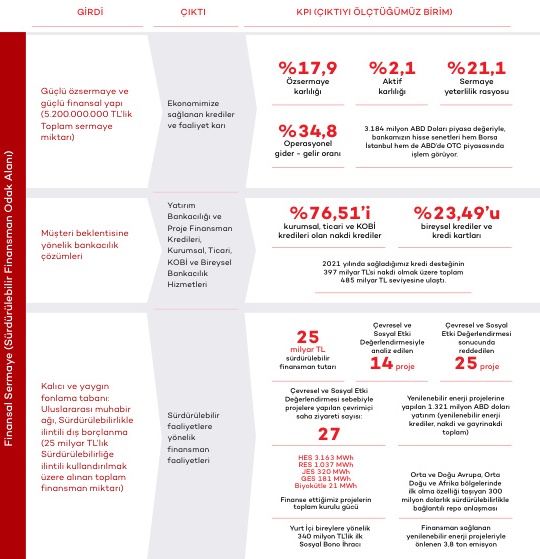 GİRDİ
ÇIKTI
KPI (ÇIKTIYI ÖLÇTÜĞÜMÜZ BİRİM)
Finansal Sermaye (Sürdürülebilir Finansman Odak Alanı)
Güçlü özsermaye ve
güçlü finansal yapı
(5.200.000.000 TL'lik
Toplam sermaye
miktarı)
Ekonomimize
sağlanan krediler
ve faaliyet karı
%17,9
Özsermaye
karlılığı
%2,1
Aktif
karlılığı
%21,1
Sermaye
yeterlilik rasyosu
%34,8
Operasyonel
gider – gelir oranı
3.184 milyon ABD Doları piyasa değeriyle,
bankamızın hisse senetleri hem Borsa
İstanbul hem de ABD'de OTC piyasasında
işlem görüyor.
Müşteri beklentisine
yönelik bankacılık
çözümleri
Yatırım
Bankacılığı ve
Proje Finansman
Kredileri,
Kurumsal, Ticari,
KOBİ ve Bireysel
Bankacılık
Hizmetleri
%76,51'i
kurumsal, ticari ve KOBİ
kredileri olan nakdi krediler
%23,49'u
bireysel krediler ve
kredi kartları
2021 yılında sağladığımız kredi desteğinin
397 milyar TL'si nakdi olmak üzere toplam
485 milyar TL seviyesine ulaştı.
Kalıcı ve yaygın
fonlama tabanı:
Uluslararası muhabir
ağı, Sürdürülebilirlikle
ilintili dış borçlanma
(25 milyar TL'lik
Sürdürülebilirliğe
ilintili kullandırılmak
üzere alınan toplam
finansman miktarı)
Sürdürülebilir
faaliyetlere
yönelik
finansman
faaliyetleri
25
milyar TL
sürdürülebilir
finansman tutarı
Çevresel ve
Sosyal Etki
Değerlendirmesiyle
analiz edilen
14 proje
Çevresel ve Sosyal
Etki Değerlendirmesi
sonucunda
reddedilen
25 proje
Çevresel ve Sosyal Etki
Değerlendirmesi sebebiyle
projelere yapılan çevrimiçi
saha ziyareti sayısı:
27
Yenilenebilir enerji projelerine
yapılan 1.321 milyon ABD doları
yatırım (yenilenebilir enerji
krediler, nakdi ve gayrinakdi
toplam)
HES 3.163 MWh
RES 1.037 MWh
JES 320 MWh
GES 181 MWh
Biyokütle 21 MWh
Finanse ettiğimiz projelerin
toplam kurulu gücü
Orta ve Doğu Avrupa, Orta
Doğu ve Afrika bölgelerinde
ilk olma özelliği taşıyan 300
milyon dolarlık sürdürülebilirlikle
bağlantılı repo anlaşması
Yurt İçi bireylere yönelik
340 milyon TL'lik ilk
Sosyal Bono İhracı
Finansman sağlanan
yenilenebilir enerji projeleriyle
önlenen 3,8 ton emisyon